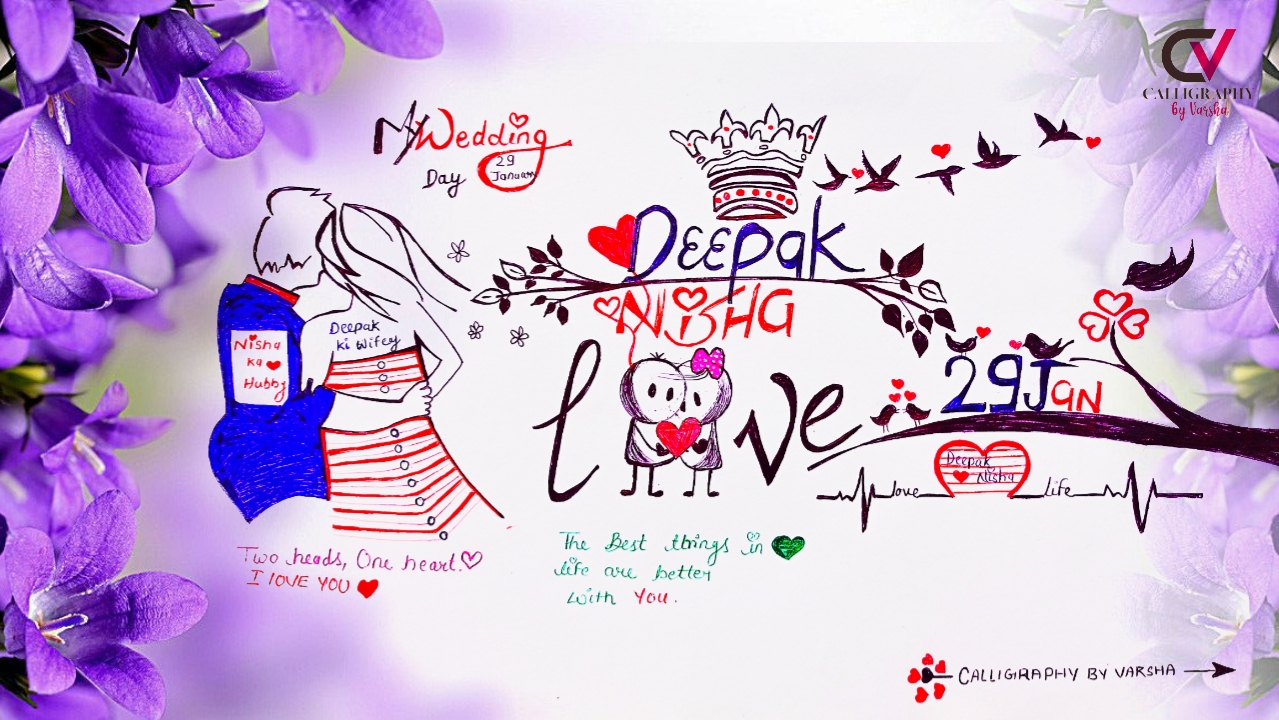 CV
CALLIGRAPHY
by Varsha
My Wedding
Day 29
January
Deepak
NiSHA
Deepak
ki wifey
Nisha
ka
Hubby
love
29 JAN
Deepak
Nisha
love life
Two heads, One heart.
I lOVE YOU
The Best things in
life are better
with You.
CALLIGRAPHY BY VARSHA